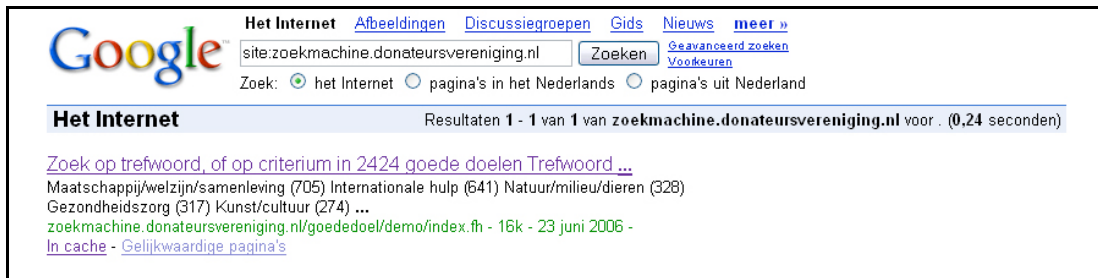 Het Internet Afbeeldingen Discussiegroepen Gids Nieuws meer »
Google™
site:zoekmachine.donateursvereniging.nl Zoeken Geavanceerd zoeken
Voorkeuren
Zoek: het Internet pagina's in het Nederlands pagina's uit Nederland
Het Internet Resultaten 1 - 1 van 1 van zoekmachine.donateursvereniging.nl voor . (0,24 seconden)
Zoek op trefwoord, of op criterium in 2424 goede doelen Trefwoord ...
Maatschappij/welzijn/samenleving (705) Internationale hulp (641) Natuur/milieu/dieren (328)
Gezondheidszorg (317) Kunst/cultuur (274) ...
zoekmachine.donateursvereniging.nl/goededoel/demo/index.fh - 16k - 23 juni 2006 -
In cache - Gelijkwaardige pagina's